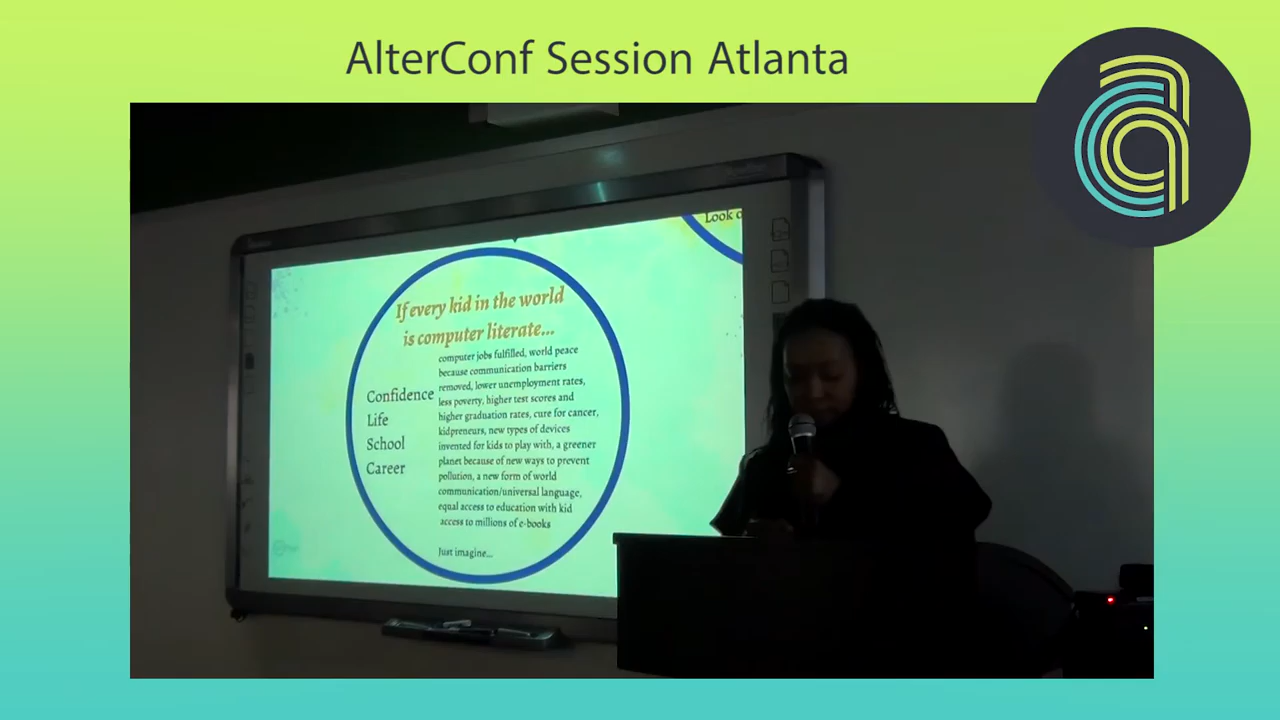 AlterConf Session Atlanta
Look
If every kid in the world
is computer literate...
Confidence
Life
School
Career
computer jobs fulfilled, world peace
because communication barriers
removed, lower unemployment rates,
less poverty, higher test scores and
higher graduation rates, cure for cancer,
kidpreneurs, new types of devices
invented for kids to play with, a greener
planet because of new ways to prevent
pollution, a new form of world
communication/universal language,
equal access to education with kid
access to millions of e-books
Just imagine...